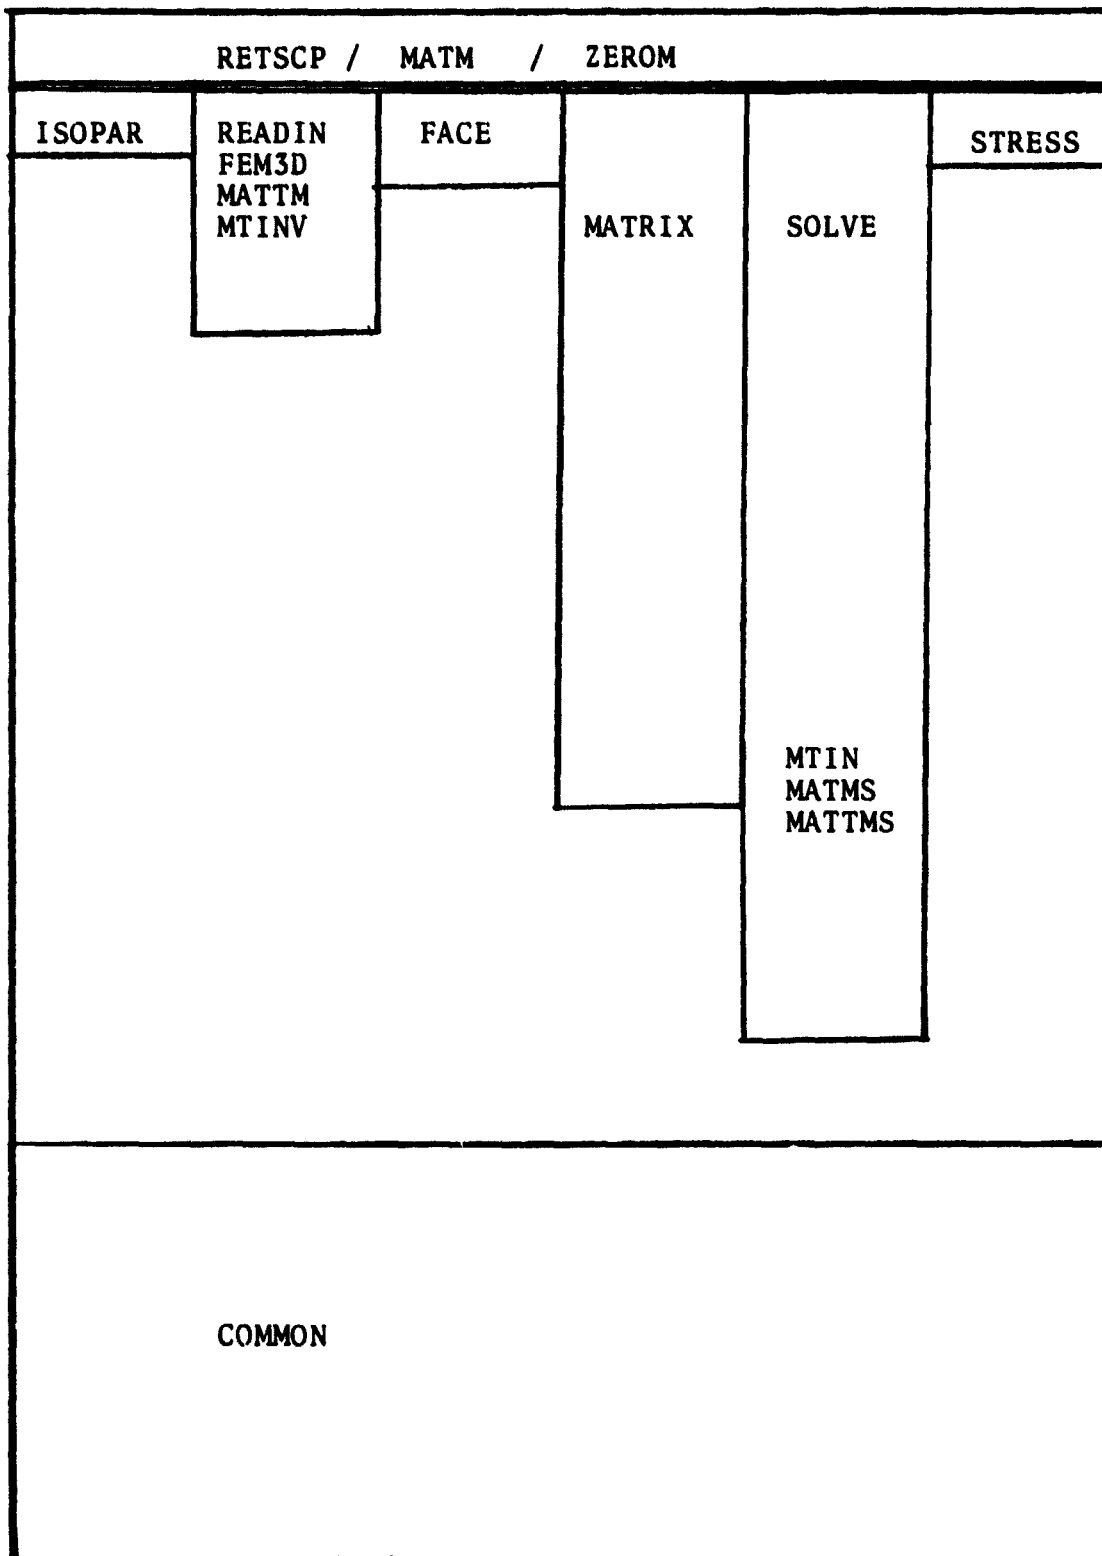 RETSCP / MATM / ZEROM
ISOPAR
READIN
FEM3D
MATTM
MTINV
FACE
MATRIX
SOLVE
MTIN
MATMS
MATTMS
STRESS
COMMON